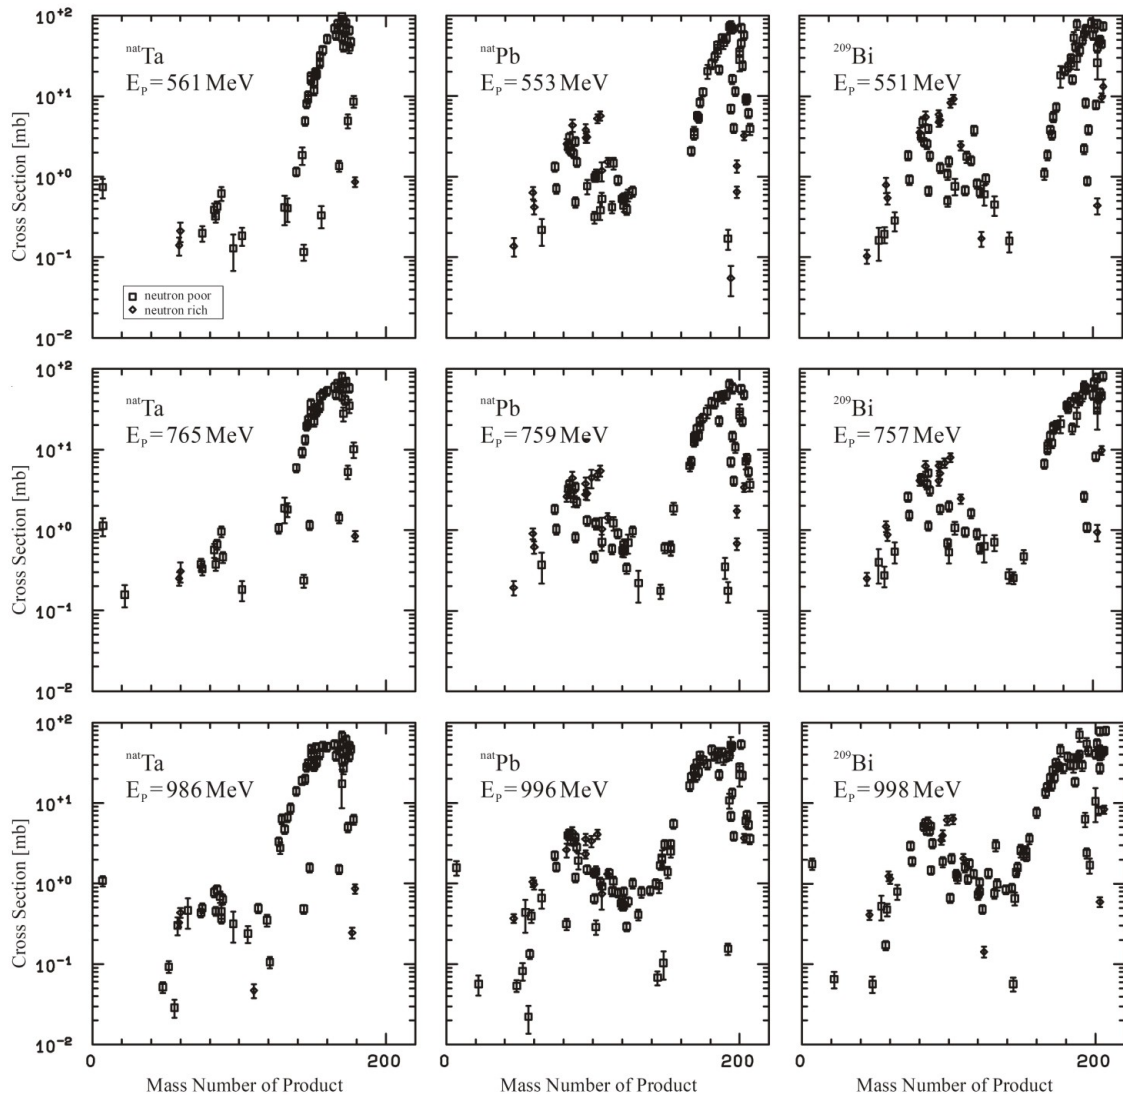 10+2
10+1
10+0
10-1
10-2
Cross Section [mb]
natTa
EP=561 MeV
neutron poor
neutron rich
natPb
EP=553 MeV
209Bi
EP=551 MeV
10+2
10+1
10+0
10-1
10-2
Cross Section [mb]
natTa
EP=765 MeV
natPb
EP=759 MeV
209Bi
EP=757 MeV
10+2
10+1
10+0
10-1
10-2
Cross Section [mb]
natTa
EP=986 MeV
natPb
EP=996 MeV
209Bi
EP=998 MeV
0 200 0 200 0 200
Mass Number of Product Mass Number of Product Mass Number of Product